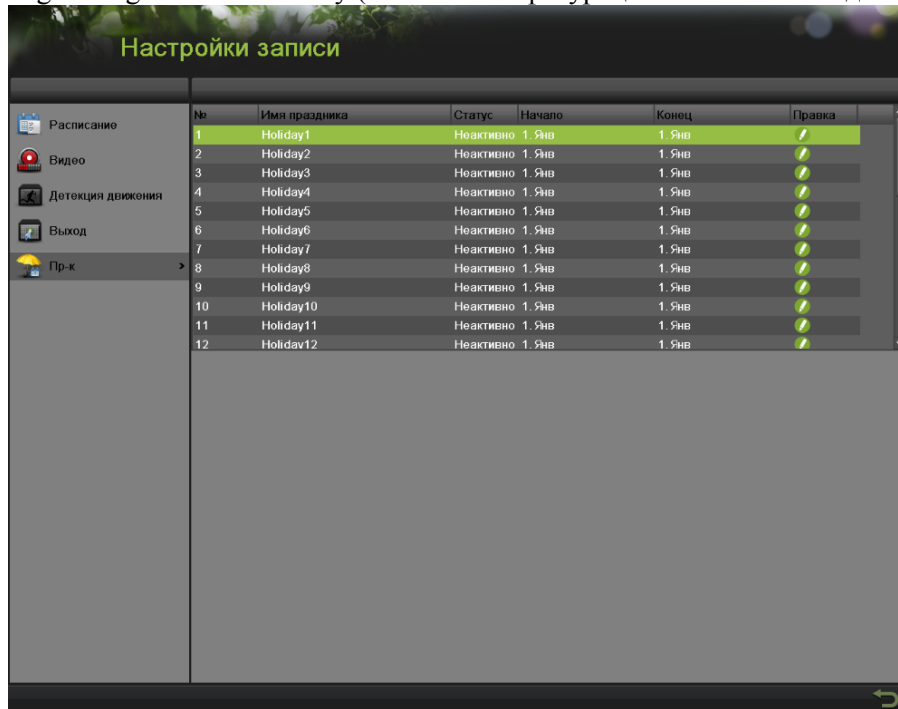 Настройки записи
Расписание
Видео
Детекция движения
Выход
Пр-к
№ Имя праздника Статус Начало Конец Правка
1 Holiday1 Неактивно 1.Янв 1.Янв
2 Holiday2 Неактивно 1.Янв 1.Янв
3 Holiday3 Неактивно 1.Янв 1.Янв
4 Holiday4 Неактивно 1.Янв 1.Янв
5 Holiday5 Неактивно 1.Янв 1.Янв
6 Holiday6 Неактивно 1.Янв 1.Янв
7 Holiday7 Неактивно 1.Янв 1.Янв
8 Holiday8 Неактивно 1.Янв 1.Янв
9 Holiday9 Неактивно 1.Янв 1.Янв
10 Holiday10 Неактивно 1.Янв 1.Янв
11 Holiday11 Неактивно 1.Янв 1.Янв
12 Holiday12 Неактивно 1.Янв 1.Янв